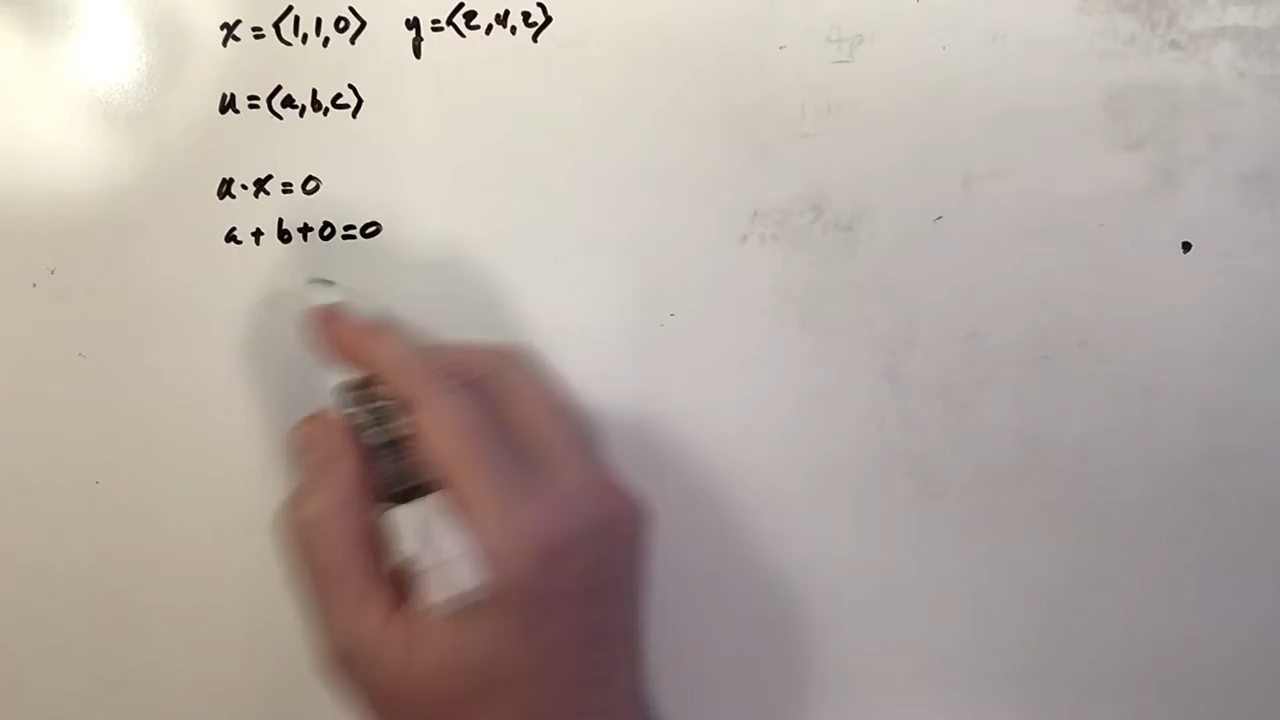 x=⟨1,1,0⟩ y=⟨2,4,2⟩
u=⟨a,b,c⟩
u·x=0
a+b+0=0